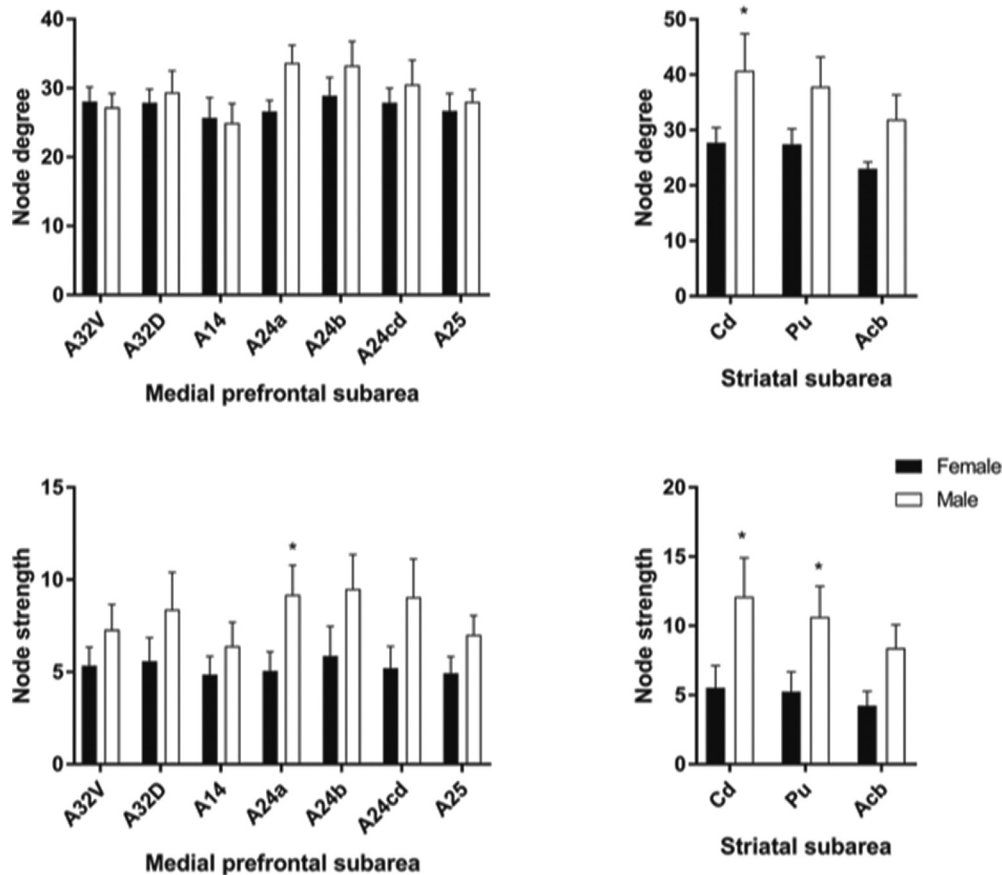 40
30
20
10
0
Node degree
A32V
A32D
A14
A24a
A24b
A24cd
A25
Medial prefrontal subarea
*
50
40
30
20
10
0
Node degree
Cd
Pu
Acb
Striatal subarea
15
10
5
0
Node strength
*
A32V
A32D
A14
A24a
A24b
A24cd
A25
Medial prefrontal subarea
Female
Male
20
15
10
5
0
Node strength
*
*
Cd
Pu
Acb
Striatal subarea